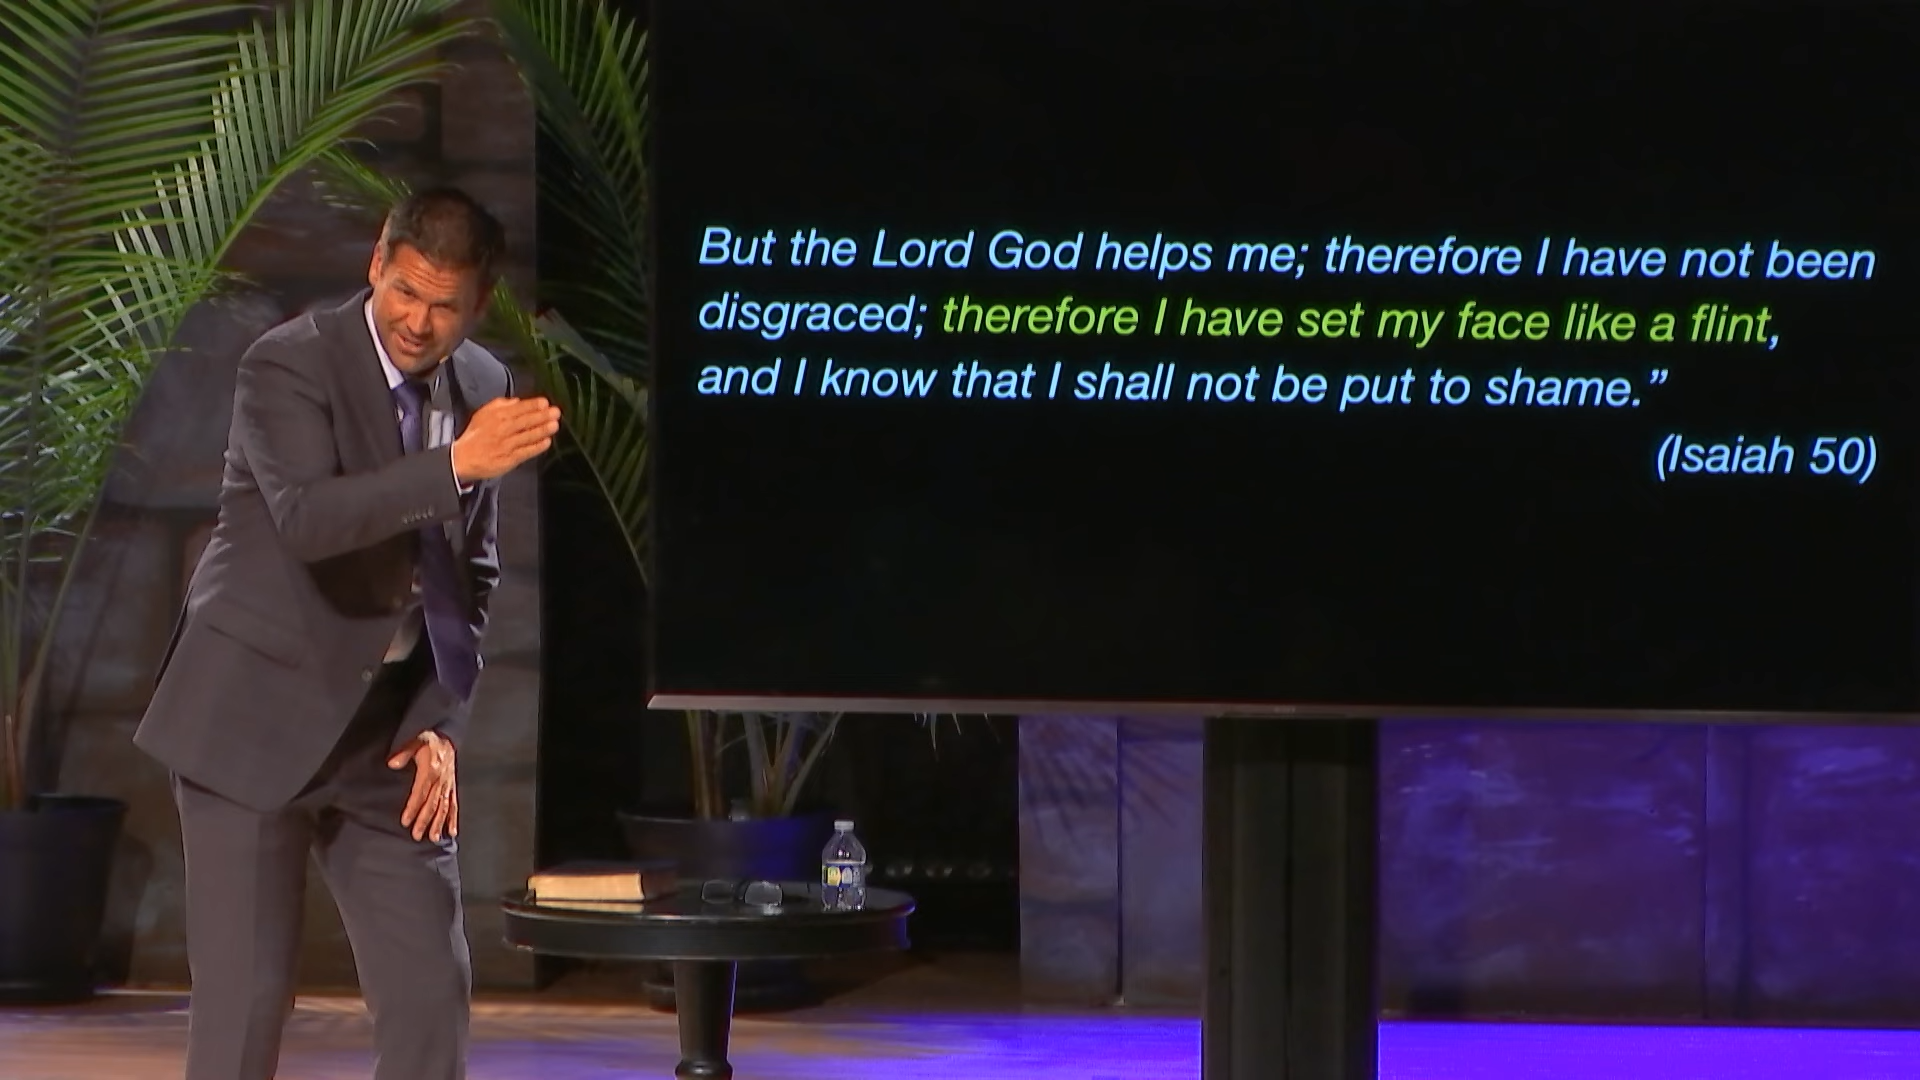 But the Lord God helps me; therefore I have not been
disgraced; therefore I have set my face like a flint,
and I know that I shall not be put to shame.”
(Isaiah 50)